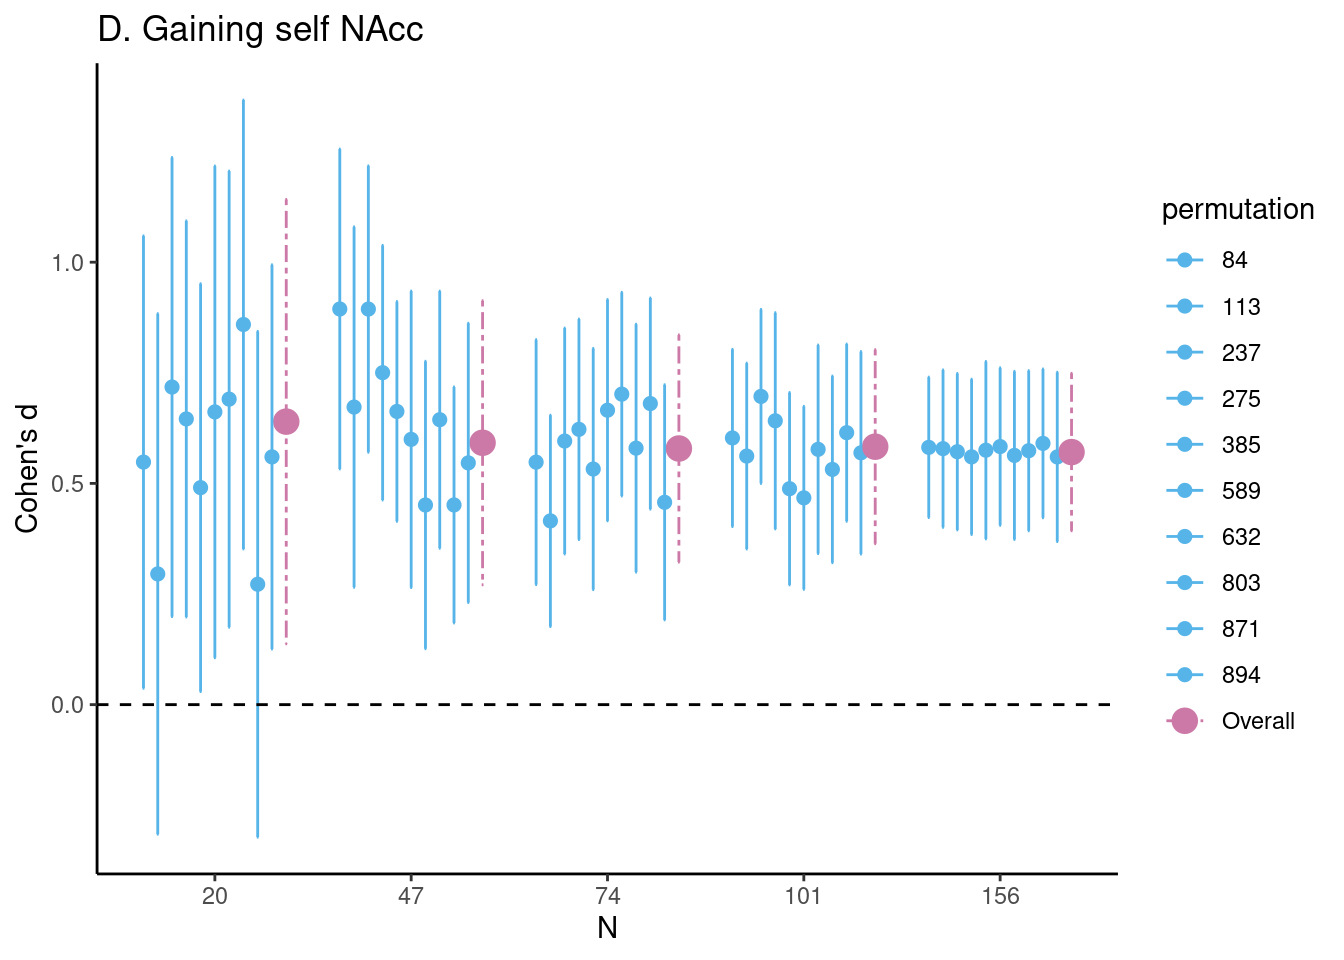 D. Gaining self NAcc
Cohen's d
1.0
0.5
0.0
20 47 74 101 156
N
permutation
84
113
237
275
385
589
632
803
871
894
Overall